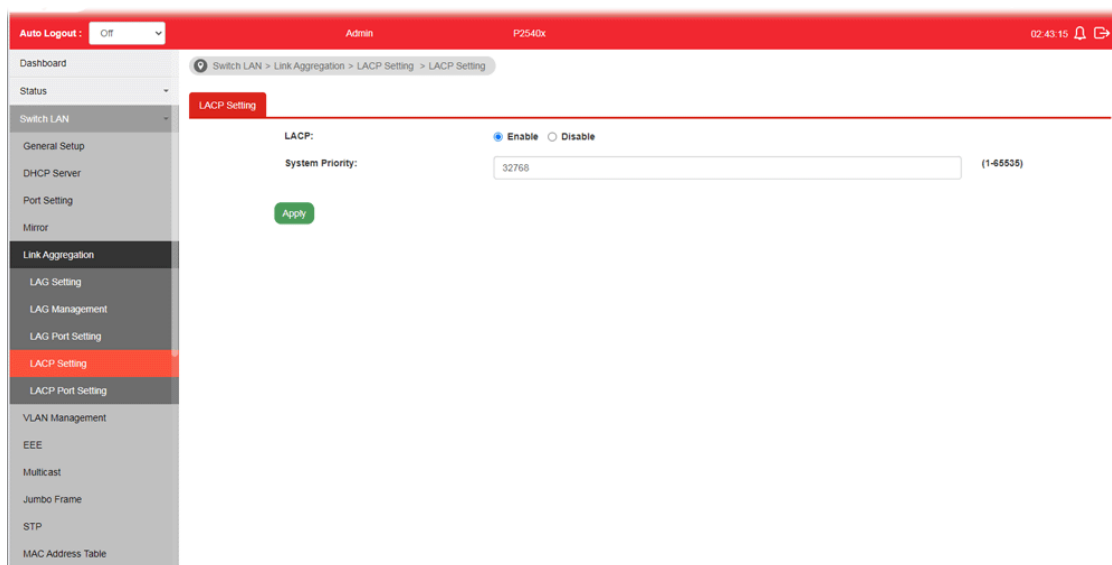 Auto Logout : Off Admin P2540x 02:43:15
Dashboard
Status
Switch LAN
General Setup
DHCP Server
Port Setting
Mirror
Link Aggregation
LAG Setting
LAG Management
LAG Port Setting
LACP Setting
LACP Port Setting
VLAN Management
EEE
Multicast
Jumbo Frame
STP
MAC Address Table
Switch LAN > Link Aggregation > LACP Setting > LACP Setting
LACP Setting
LACP: Enable Disable
System Priority: 32768 (1-65535)
Apply